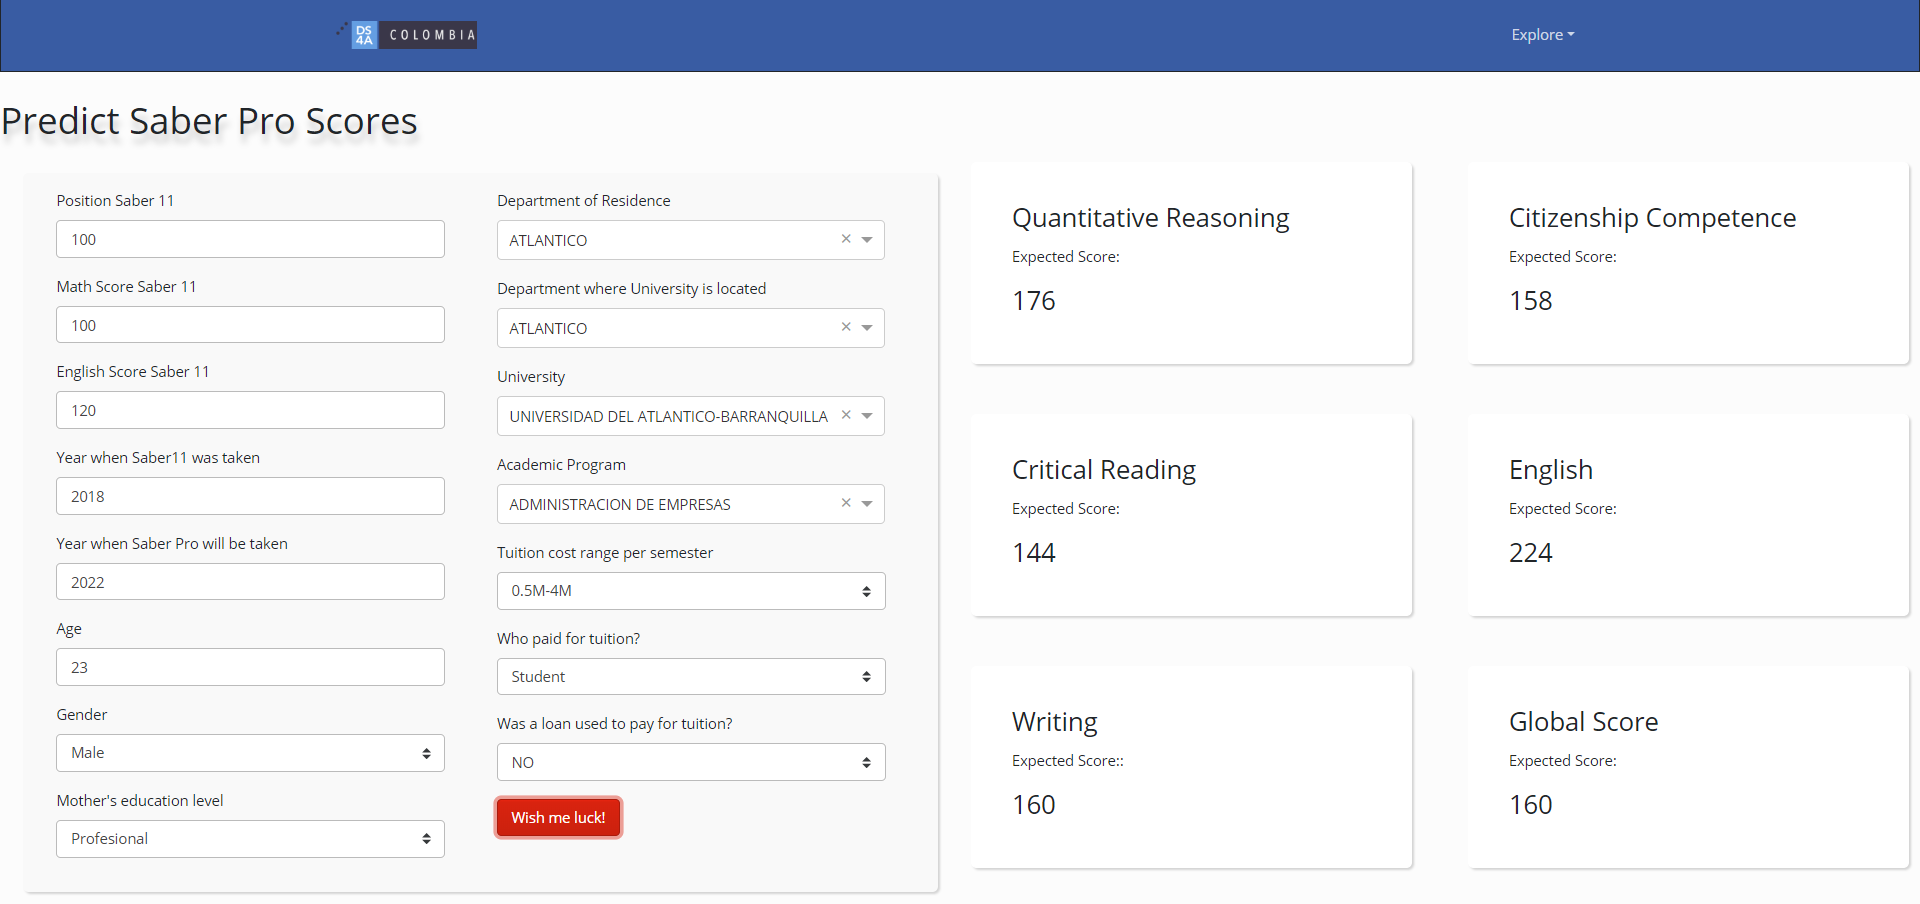 DS
4A
COLOMBIA
Explore
Predict Saber Pro Scores
Position Saber 11
100
Math Score Saber 11
100
English Score Saber 11
120
Year when Saber11 was taken
2018
Year when Saber Pro will be taken
2022
Age
23
Gender
Male
Mother's education level
Profesional
Department of Residence
ATLANTICO
Department where University is located
ATLANTICO
University
UNIVERSIDAD DEL ATLANTICO-BARRANQUILLA
Academic Program
ADMINISTRACION DE EMPRESAS
Tuition cost range per semester
0.5M-4M
Who paid for tuition?
Student
Was a loan used to pay for tuition?
NO
Wish me luck!
Quantitative Reasoning
Expected Score:
176
Citizenship Competence
Expected Score:
158
Critical Reading
Expected Score:
144
English
Expected Score:
224
Writing
Expected Score::
160
Global Score
Expected Score:
160